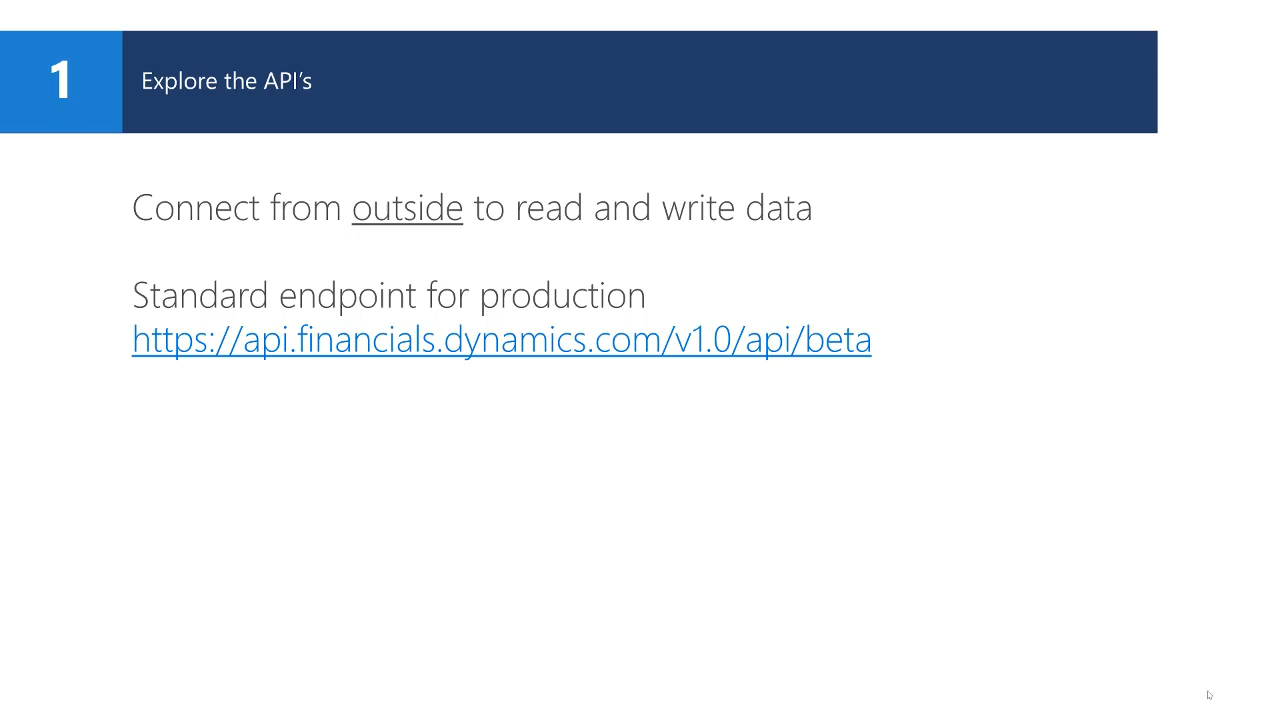 1
Explore the API's
Connect from outside to read and write data
Standard endpoint for production
https://api.financials.dynamics.com/v1.0/api/beta